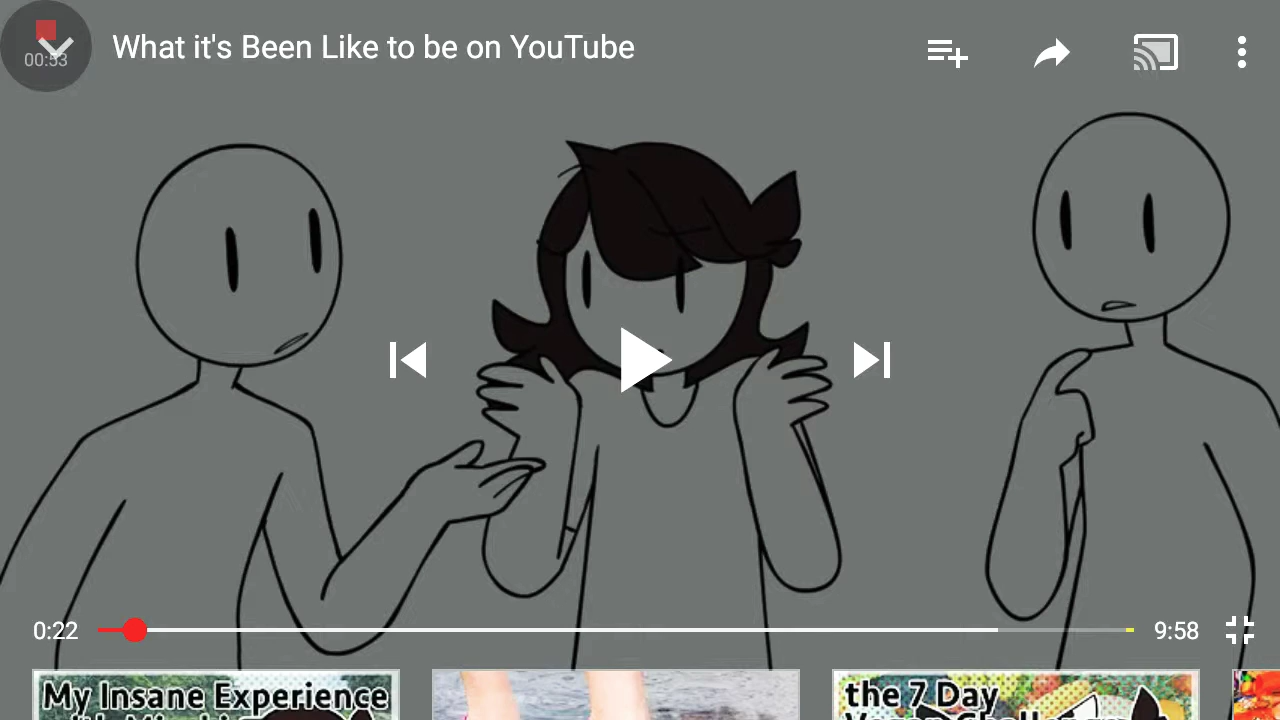 What it's Been Like to be on YouTube
00:53
0:22
9:58
My Insane Experience
the 7 Day